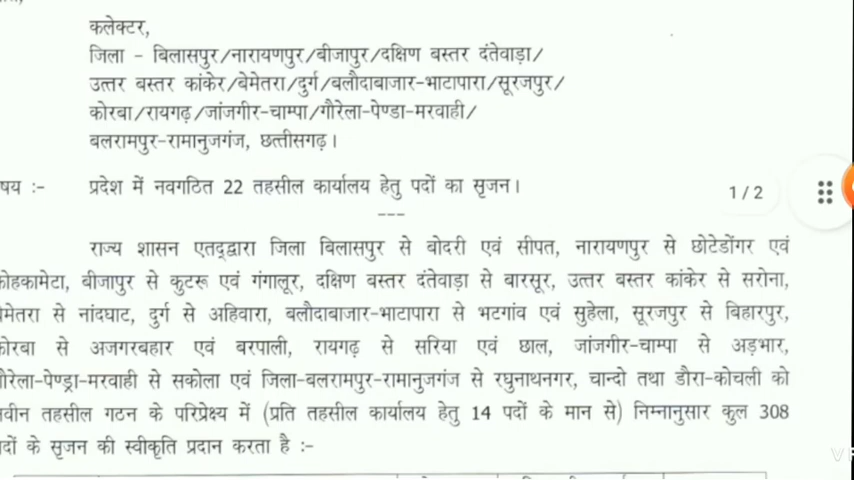 कलेक्टर,
जिला - बिलासपुर/नारायणपुर/बीजापुर/दक्षिण बस्तर दंतेवाड़ा/
उत्तर बस्तर कांकेर/बेमेतरा/दुर्ग/बलौदाबाजार-भाटापारा/सूरजपुर/
कोरबा/रायगढ़/जांजगीर-चाम्पा/गौरेला-पेण्डा-मरवाही/
बलरामपुर-रामानुजगंज, छत्तीसगढ़।
षय :- प्रदेश में नवगठित 22 तहसील कार्यालय हेतु पदों का सृजन।
1/2
---
राज्य शासन एतद्द्वारा जिला बिलासपुर से बोदरी एवं सीपत, नारायणपुर से छोटेडोंगर एवं
कोहकामेटा, बीजापुर से कुटरू एवं गंगालूर, दक्षिण बस्तर दंतेवाड़ा से बारसूर, उत्तर बस्तर कांकेर से सरोना,
बेमेतरा से नांदघाट, दुर्ग से अहिवारा, बलौदाबाजार-भाटापारा से भटगांव एवं सुहेला, सूरजपुर से बिहारपुर,
कोरबा से अजगरबहार एवं बरपाली, रायगढ़ से सरिया एवं छाल, जांजगीर-चाम्पा से अड़भार,
गौरेला-पेण्ड्रा-मरवाही से सकोला एवं जिला-बलरामपुर-रामानुजगंज से रघुनाथनगर, चान्दो तथा डौरा-कोचली को
नवीन तहसील गठन के परिप्रेक्ष्य में (प्रति तहसील कार्यालय हेतु 14 पदों के मान से) निम्नानुसार कुल 308
पदों के सृजन की स्वीकृति प्रदान करता है :-